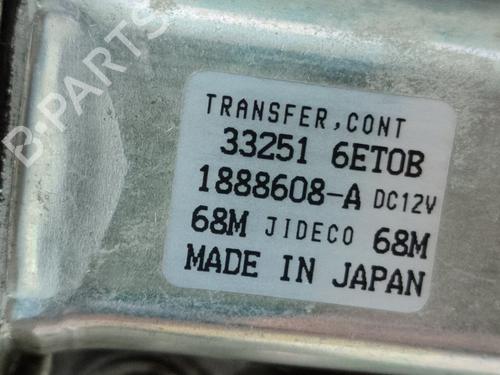 B-PARTS
TRANSFER,CONT
33251 6ET0B
1888608-A DC12V
68M JIDECO 68M
MADE IN JAPAN